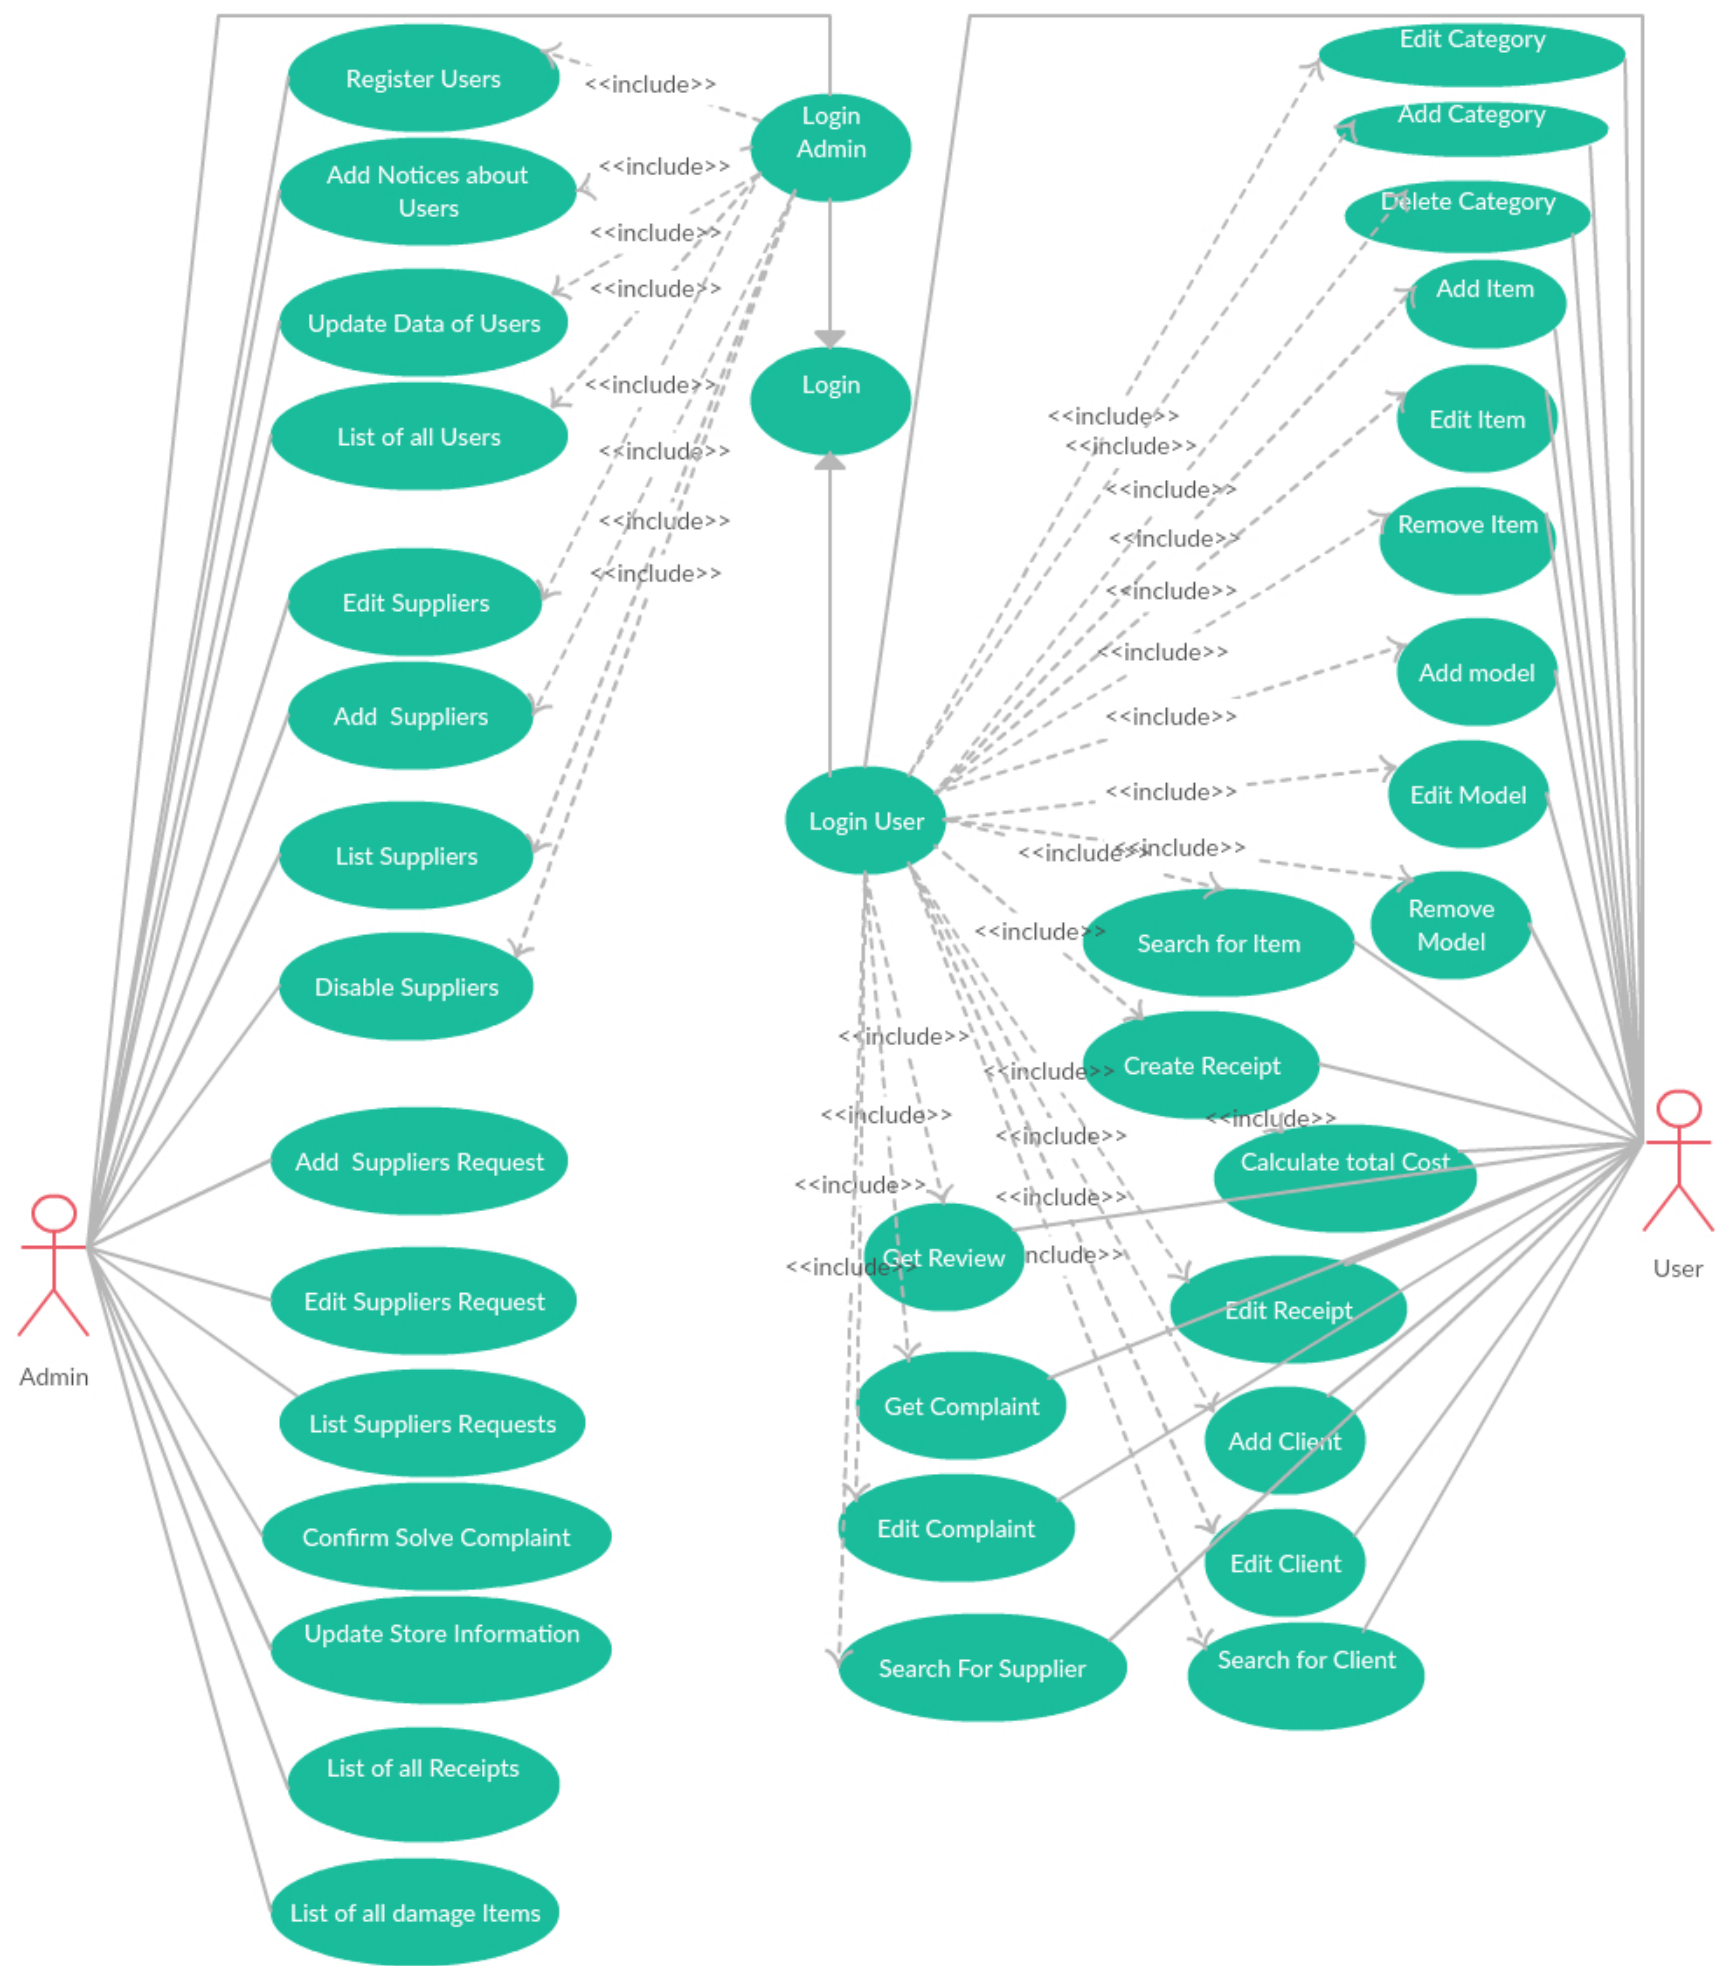 Register Users
<<include>>
Login
Admin
Add Notices about
Users
<<include>>
<<include>>
<<include>>
Update Data of Users
<<include>>
List of all Users
<<include>>
<<include>>
<<include>>
Edit Suppliers
Add  Suppliers
List Suppliers
Disable Suppliers
Login
Login User
Add  Suppliers Request
Edit Suppliers Request
List Suppliers Requests
Confirm Solve Complaint
Update Store Information
List of all Receipts
List of all damage Items
Admin
Edit Category
Add Category
Delete Category
Add Item
Edit Item
Remove Item
Add model
Edit Model
Remove
Model
<<include>>
<<include>>
<<include>>
<<include>>
<<include>>
<<include>>
<<include>>
<<include>>
<<include>>
<<include>>
<<include>>
Search for Item
Create Receipt
<<include>>
Calculate total Cost
<<include>>
<<include>>
<<include>>
<<include>>
<<include>>
<<include>>
<<include>>
nclude>>
Get Review
Get Complaint
Edit Complaint
Search For Supplier
Edit Receipt
Add Client
Edit Client
Search for Client
User